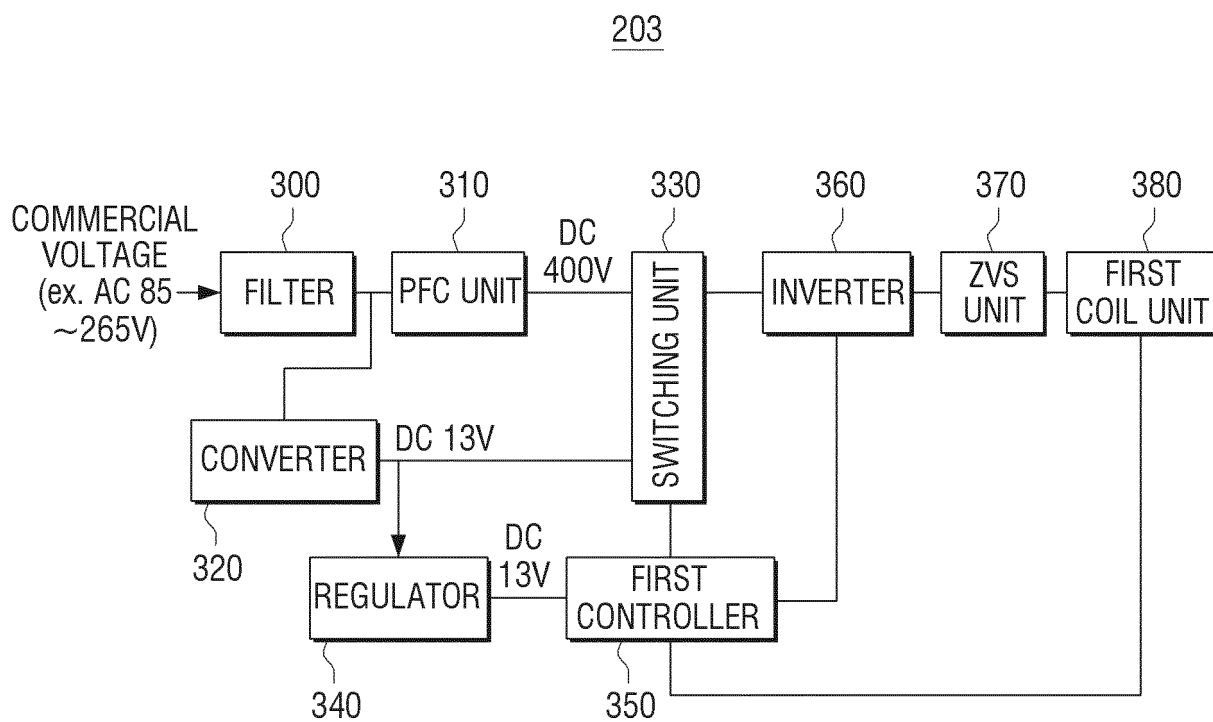 203
300
310
330
360
370
380
COMMERCIAL
VOLTAGE
(ex. AC 85
~265V)
FILTER
PFC UNIT
DC
400V
SWITCHING UNIT
INVERTER
ZVS
UNIT
FIRST
COIL UNIT
CONVERTER
DC 13V
320
REGULATOR
DC
13V
FIRST
CONTROLLER
340
350